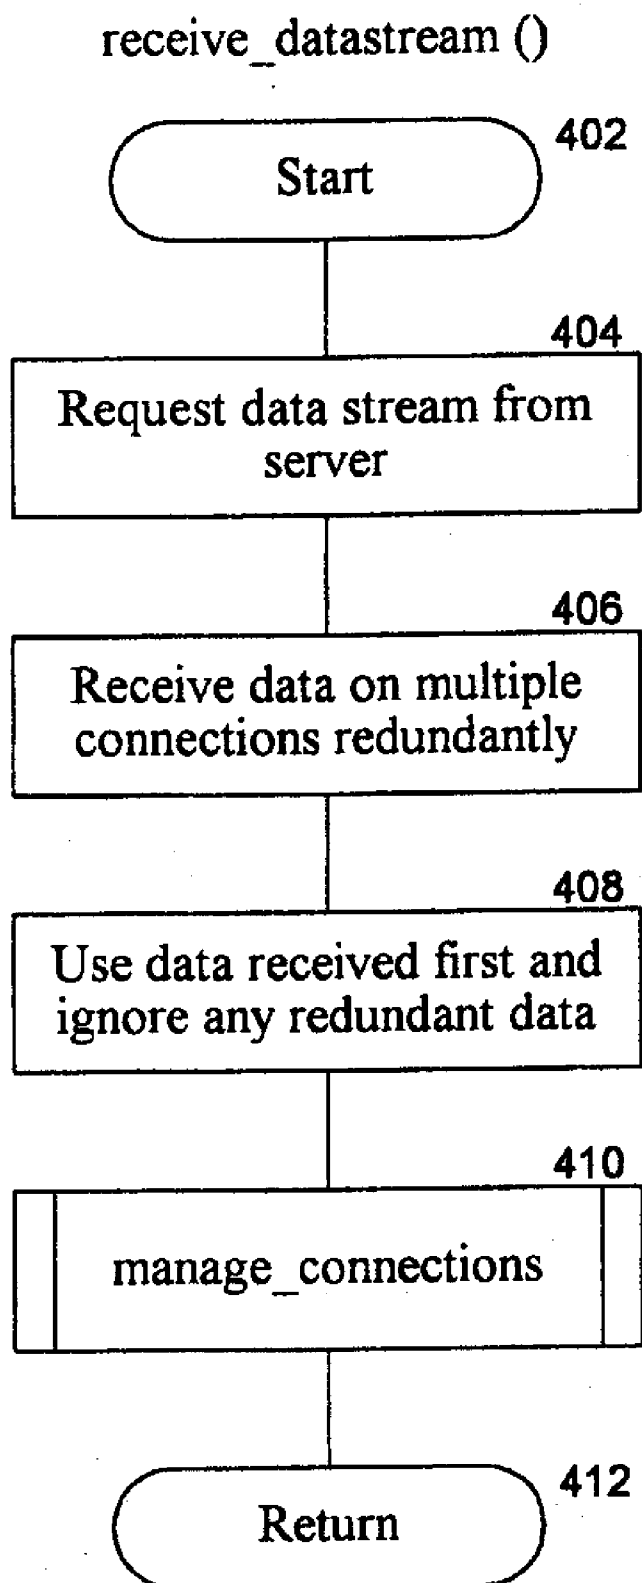 receive_datastream ()
402
Start
404
Request data stream from
server
406
Receive data on multiple
connections redundantly
408
Use data received first and
ignore any redundant data
410
manage_connections
412
Return